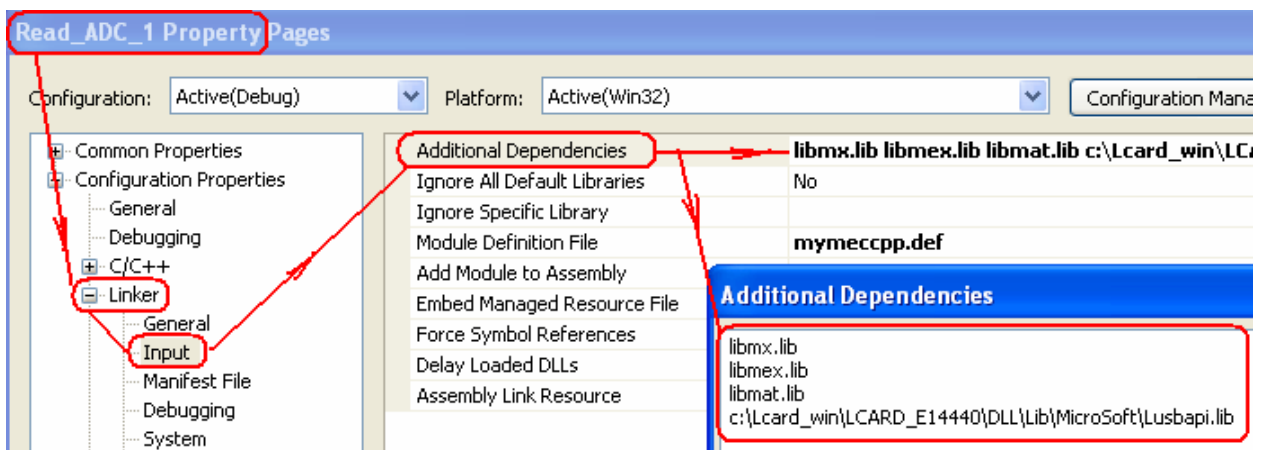 Read_ADC_1 Property Pages
Configuration: Active(Debug) Platform: Active(Win32) Configuration Mana
Common Properties
Configuration Properties
General
Debugging
C/C++
Linker
General
Input
Manifest File
Debugging
System
Additional Dependencies libmx.lib libmex.lib libmat.lib c:\Lcard_win\LCA
Ignore All Default Libraries No
Ignore Specific Library
Module Definition File mymeccpp.def
Add Module to Assembly
Embed Managed Resource File
Force Symbol References
Delay Loaded DLLs
Assembly Link Resource
Additional Dependencies
libmx.lib
libmex.lib
libmat.lib
c:\Lcard_win\LCARD_E14440\DLL\Lib\MicroSoft\Lusbapi.lib